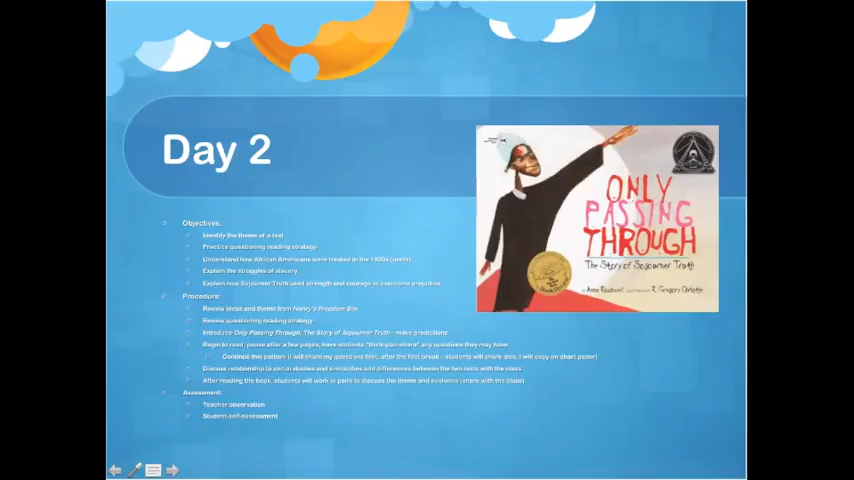 Day 2
ONLY
PASSING
THROUGH
The Story of Sojourner Truth
by Anne Rockwell illustrated by R. Gregory Christie
Objectives:
Identify the theme of a text
Practice questioning reading strategy
Understand how African Americans were treated in the 1800s (north).
Explain the struggles of slavery
Explain how Sojourner Truth used strength and courage to overcome prejudice.
Procedure:
Review ideas and theme from Henry's Freedom Box
Review questioning reading strategy
Introduce Only Passing Through: The Story of Sojourner Truth - make predictions
Begin to read, pause after a few pages, have students "think-pair-share" any questions they may have
Continue this pattern (I will share my questions first, after the first break - students will share also, I will copy on chart paper)
Discuss relationship to social studies and similarities and differences between the two texts with the class
After reading the book, students will work in pairs to discuss the theme and evidence (share with the class)
Assessment:
Teacher observation
Student-self-assessment